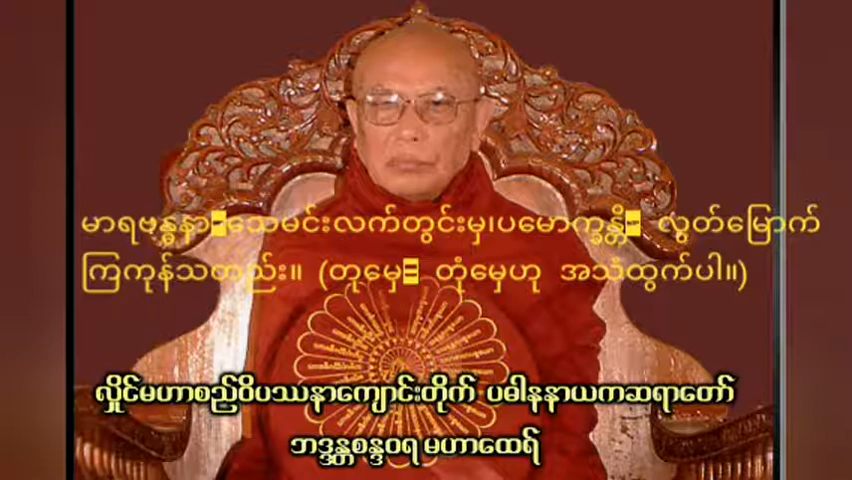 မာရဗန္ဓနာ=သေမင်းလက်တွင်းမှ၊ပမောက္ခန္တိ= လွတ်မြောက်
ကြကုန်သတည်း။ (တုမှေ= တုံမှေဟု အသံထွက်ပါ။)
လှိုင်မဟာစည်ဝိပဿနာကျောင်းတိုက် ပဓါနနာယကဆရာတော်
ဘဒ္ဒန္တစန္ဒဝရ မဟာထေရ်